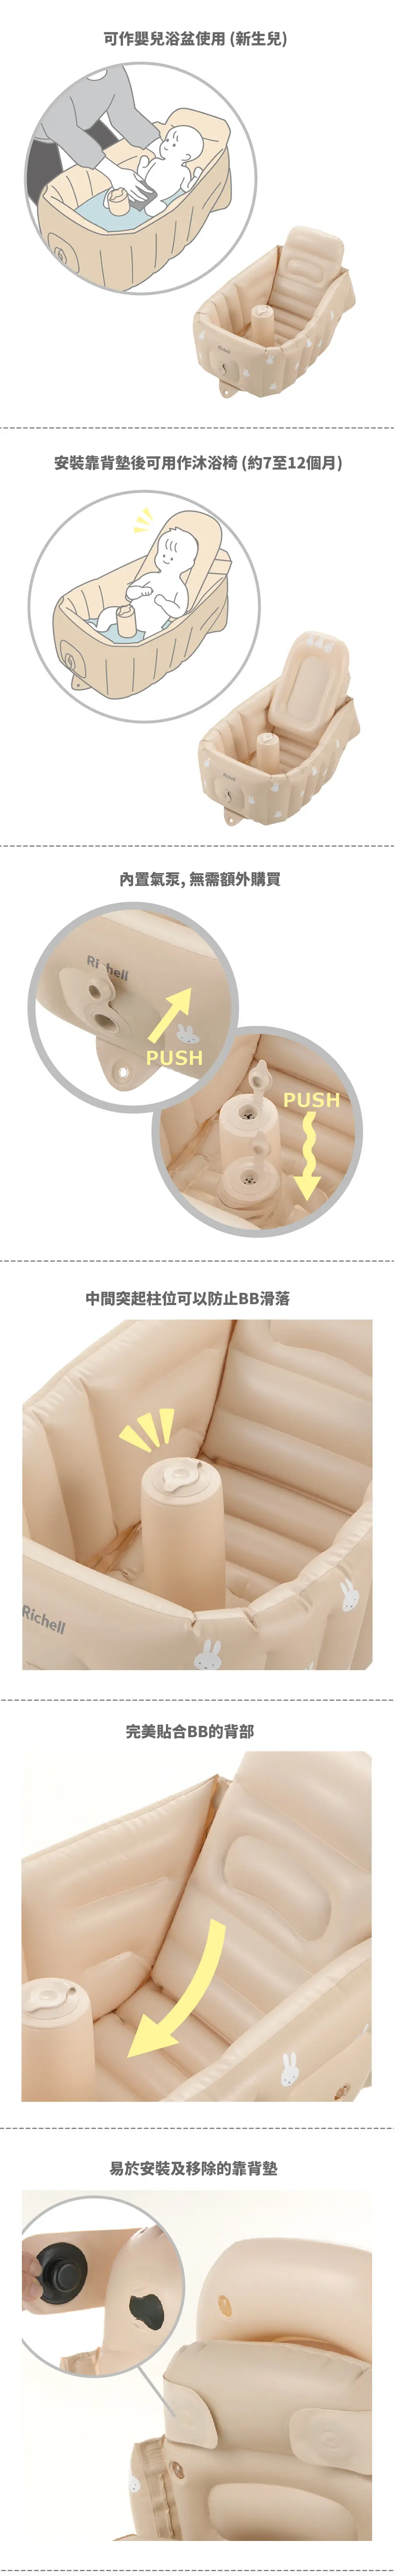 可作嬰兒浴盆使用 (新生兒)
Richell
安裝靠背墊後可用作沐浴椅 (約7至12個月)
Richell
內置氣泵, 無需額外購買
Richell
PUSH
PUSH
中間突起柱位可以防止BB滑落
Richell
完美貼合BB的背部
易於安裝及移除的靠背墊